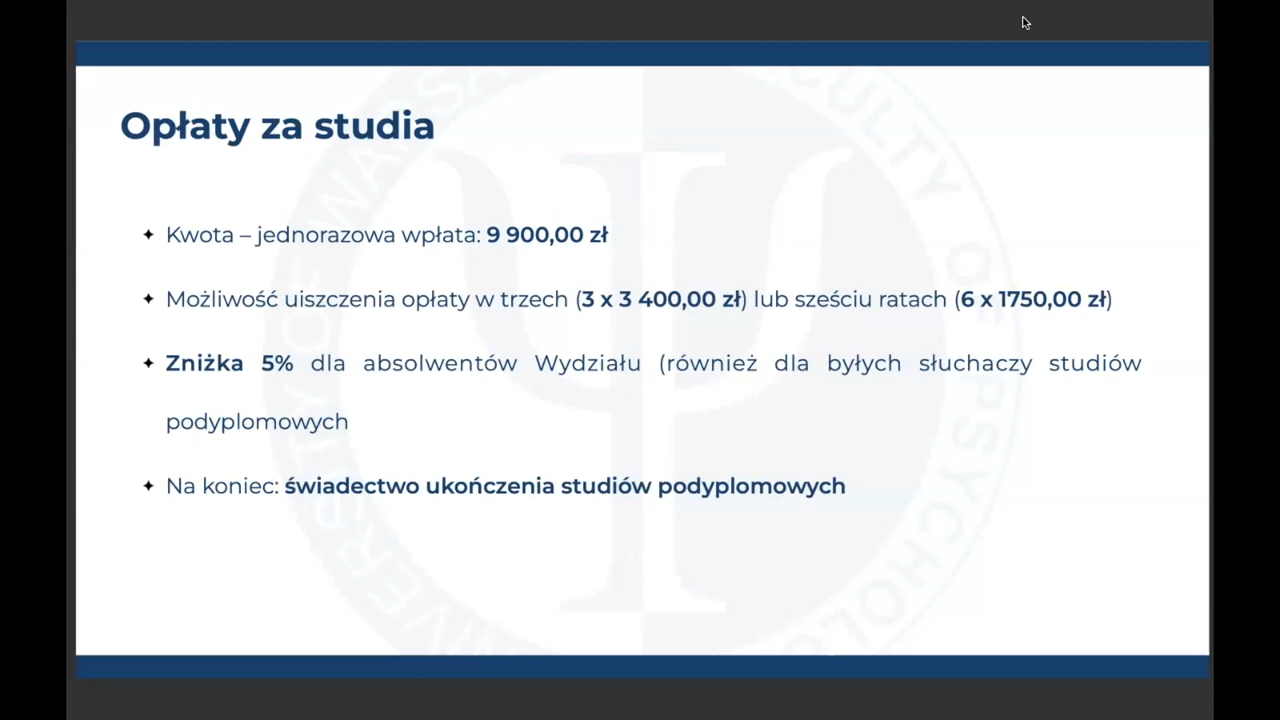 Opłaty za studia
✦ Kwota – jednorazowa wpłata: 9 900,00 zł
✦ Możliwość uiszczenia opłaty w trzech (3 x 3 400,00 zł) lub sześciu ratach (6 x 1750,00 zł)
✦ Zniżka 5% dla absolwentów Wydziału (również dla byłych słuchaczy studiów
podyplomowych
✦ Na koniec: świadectwo ukończenia studiów podyplomowych